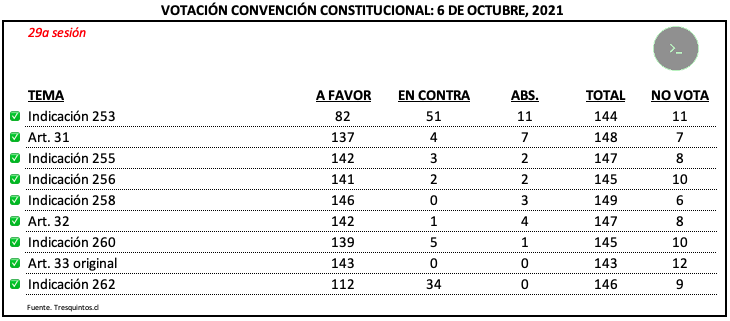 VOTACIÓN CONVENCIÓN CONSTITUCIONAL: 6 DE OCTUBRE, 2021
29a sesión
>_
TEMA A FAVOR EN CONTRA ABS. TOTAL NO VOTA
Indicación 253 82 51 11 144 11
Art. 31 137 4 7 148 7
Indicación 255 142 3 2 147 8
Indicación 256 141 2 2 145 10
Indicación 258 146 0 3 149 6
Art. 32 142 1 4 147 8
Indicación 260 139 5 1 145 10
Art. 33 original 143 0 0 143 12
Indicación 262 112 34 0 146 9
Fuente. Tresquintos.cl